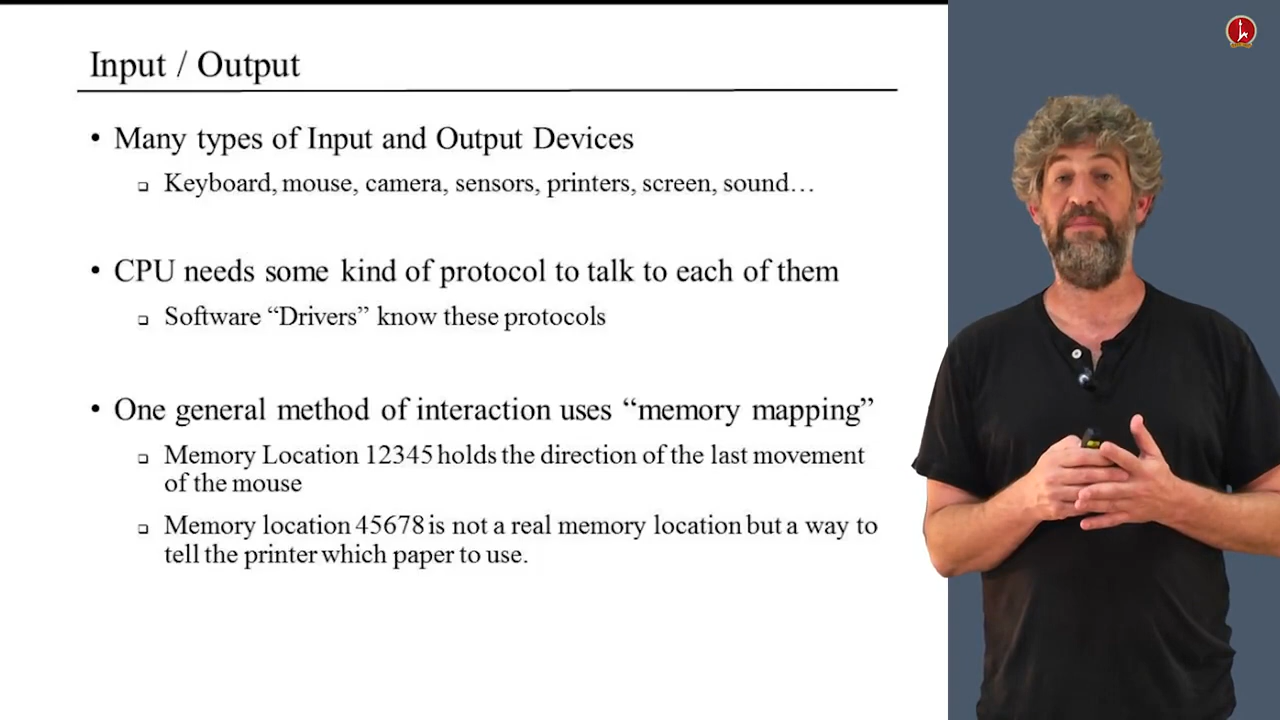 Input / Output
• Many types of Input and Output Devices
❑ Keyboard, mouse, camera, sensors, printers, screen, sound…
• CPU needs some kind of protocol to talk to each of them
❑ Software “Drivers” know these protocols
• One general method of interaction uses “memory mapping”
❑ Memory Location 12345 holds the direction of the last movement
of the mouse
❑ Memory location 45678 is not a real memory location but a way to
tell the printer which paper to use.